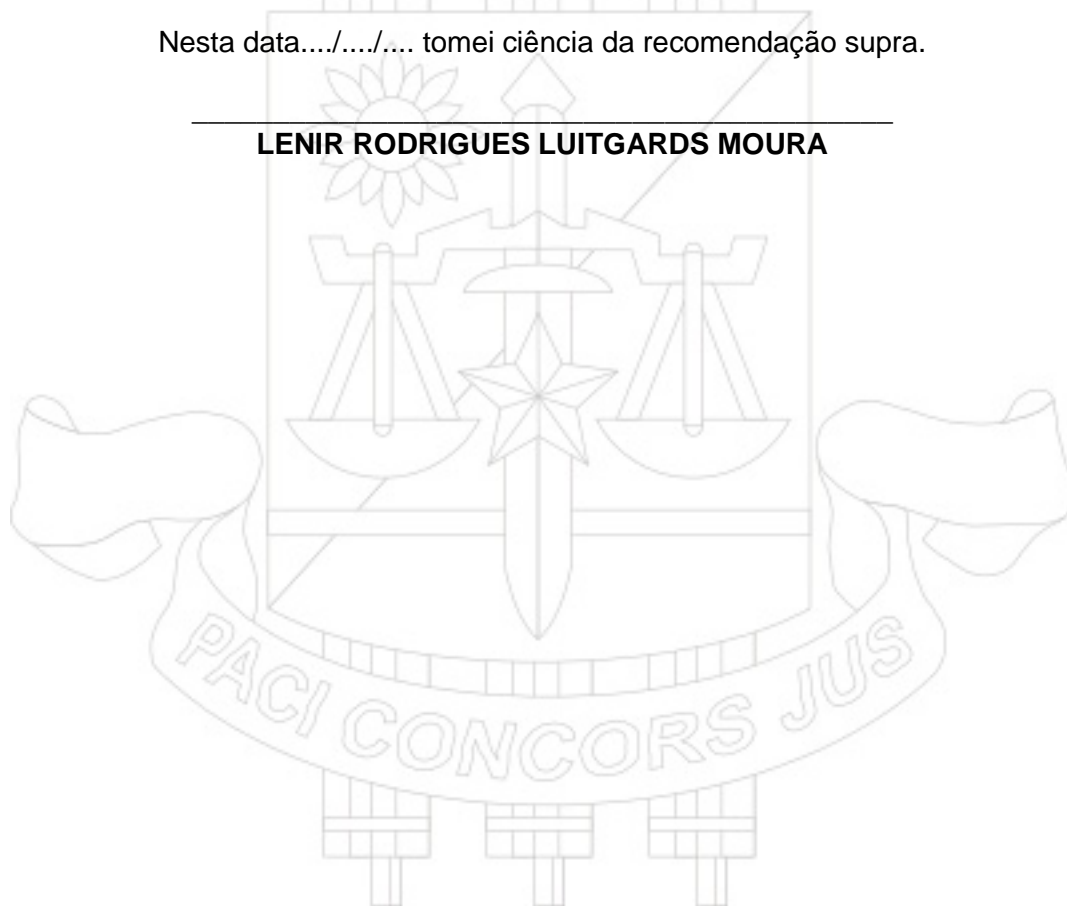 Nesta data..../..../.... tomei ciência da recomendação supra.
LENIR RODRIGUES LUITGARDS MOURA
PACI CONCORS JUS